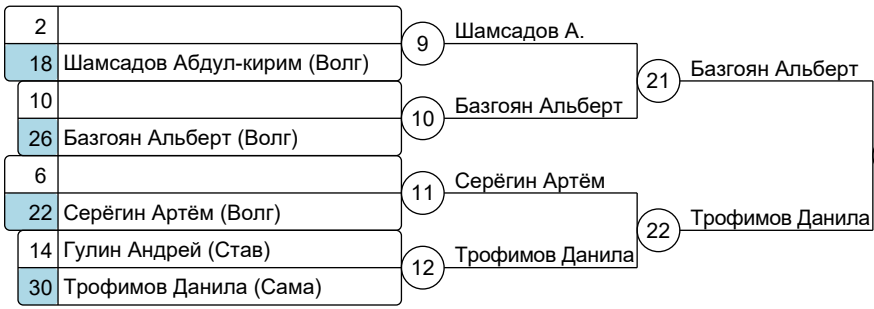 2
18 Шамсадов Абдул-кирим (Волг)
10
26 Базгоян Альберт (Волг)
6
22 Серёгин Артём (Волг)
14 Гулин Андрей (Став)
30 Трофимов Данила (Сама)
9 Шамсадов А.
10 Базгоян Альберт
11 Серёгин Артём
12 Трофимов Данила
21 Базгоян Альберт
22 Трофимов Данила